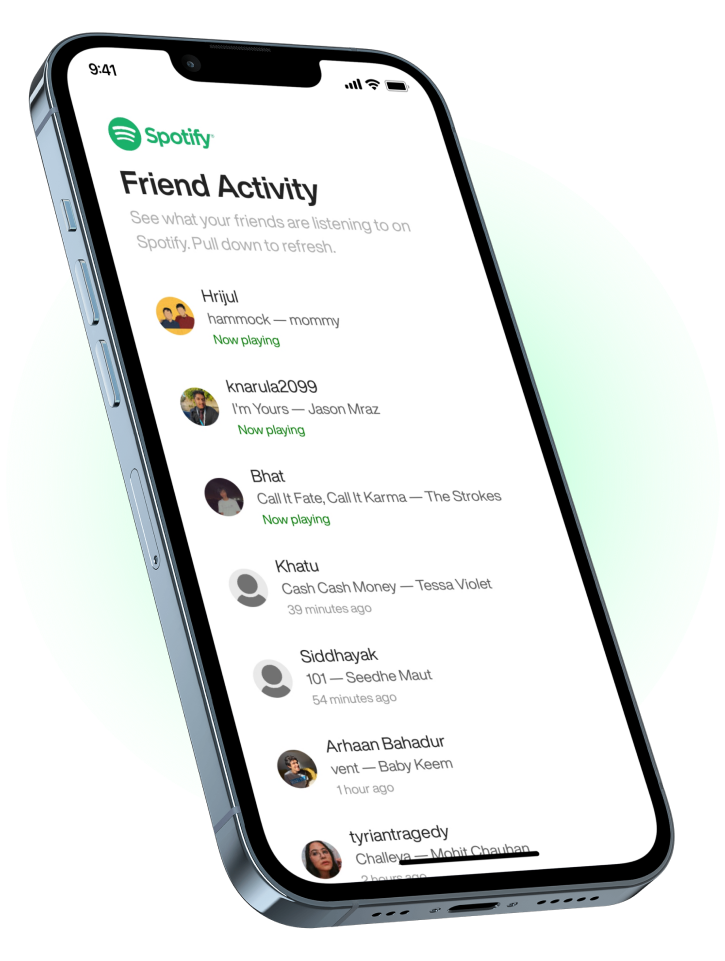 9:41
Spotify®
Friend Activity
See what your friends are listening to on
Spotify. Pull down to refresh.
Hrijul
hammock — mommy
Now playing
knarula2099
I'm Yours — Jason Mraz
Now playing
Bhat
Call It Fate, Call It Karma — The Strokes
Now playing
Khatu
Cash Cash Money — Tessa Violet
39 minutes ago
Siddhayak
101 — Seedhe Maut
54 minutes ago
Arhaan Bahadur
vent — Baby Keem
1 hour ago
tyriantragedy
Challeya — Mohit Chauhan
2 hours ago